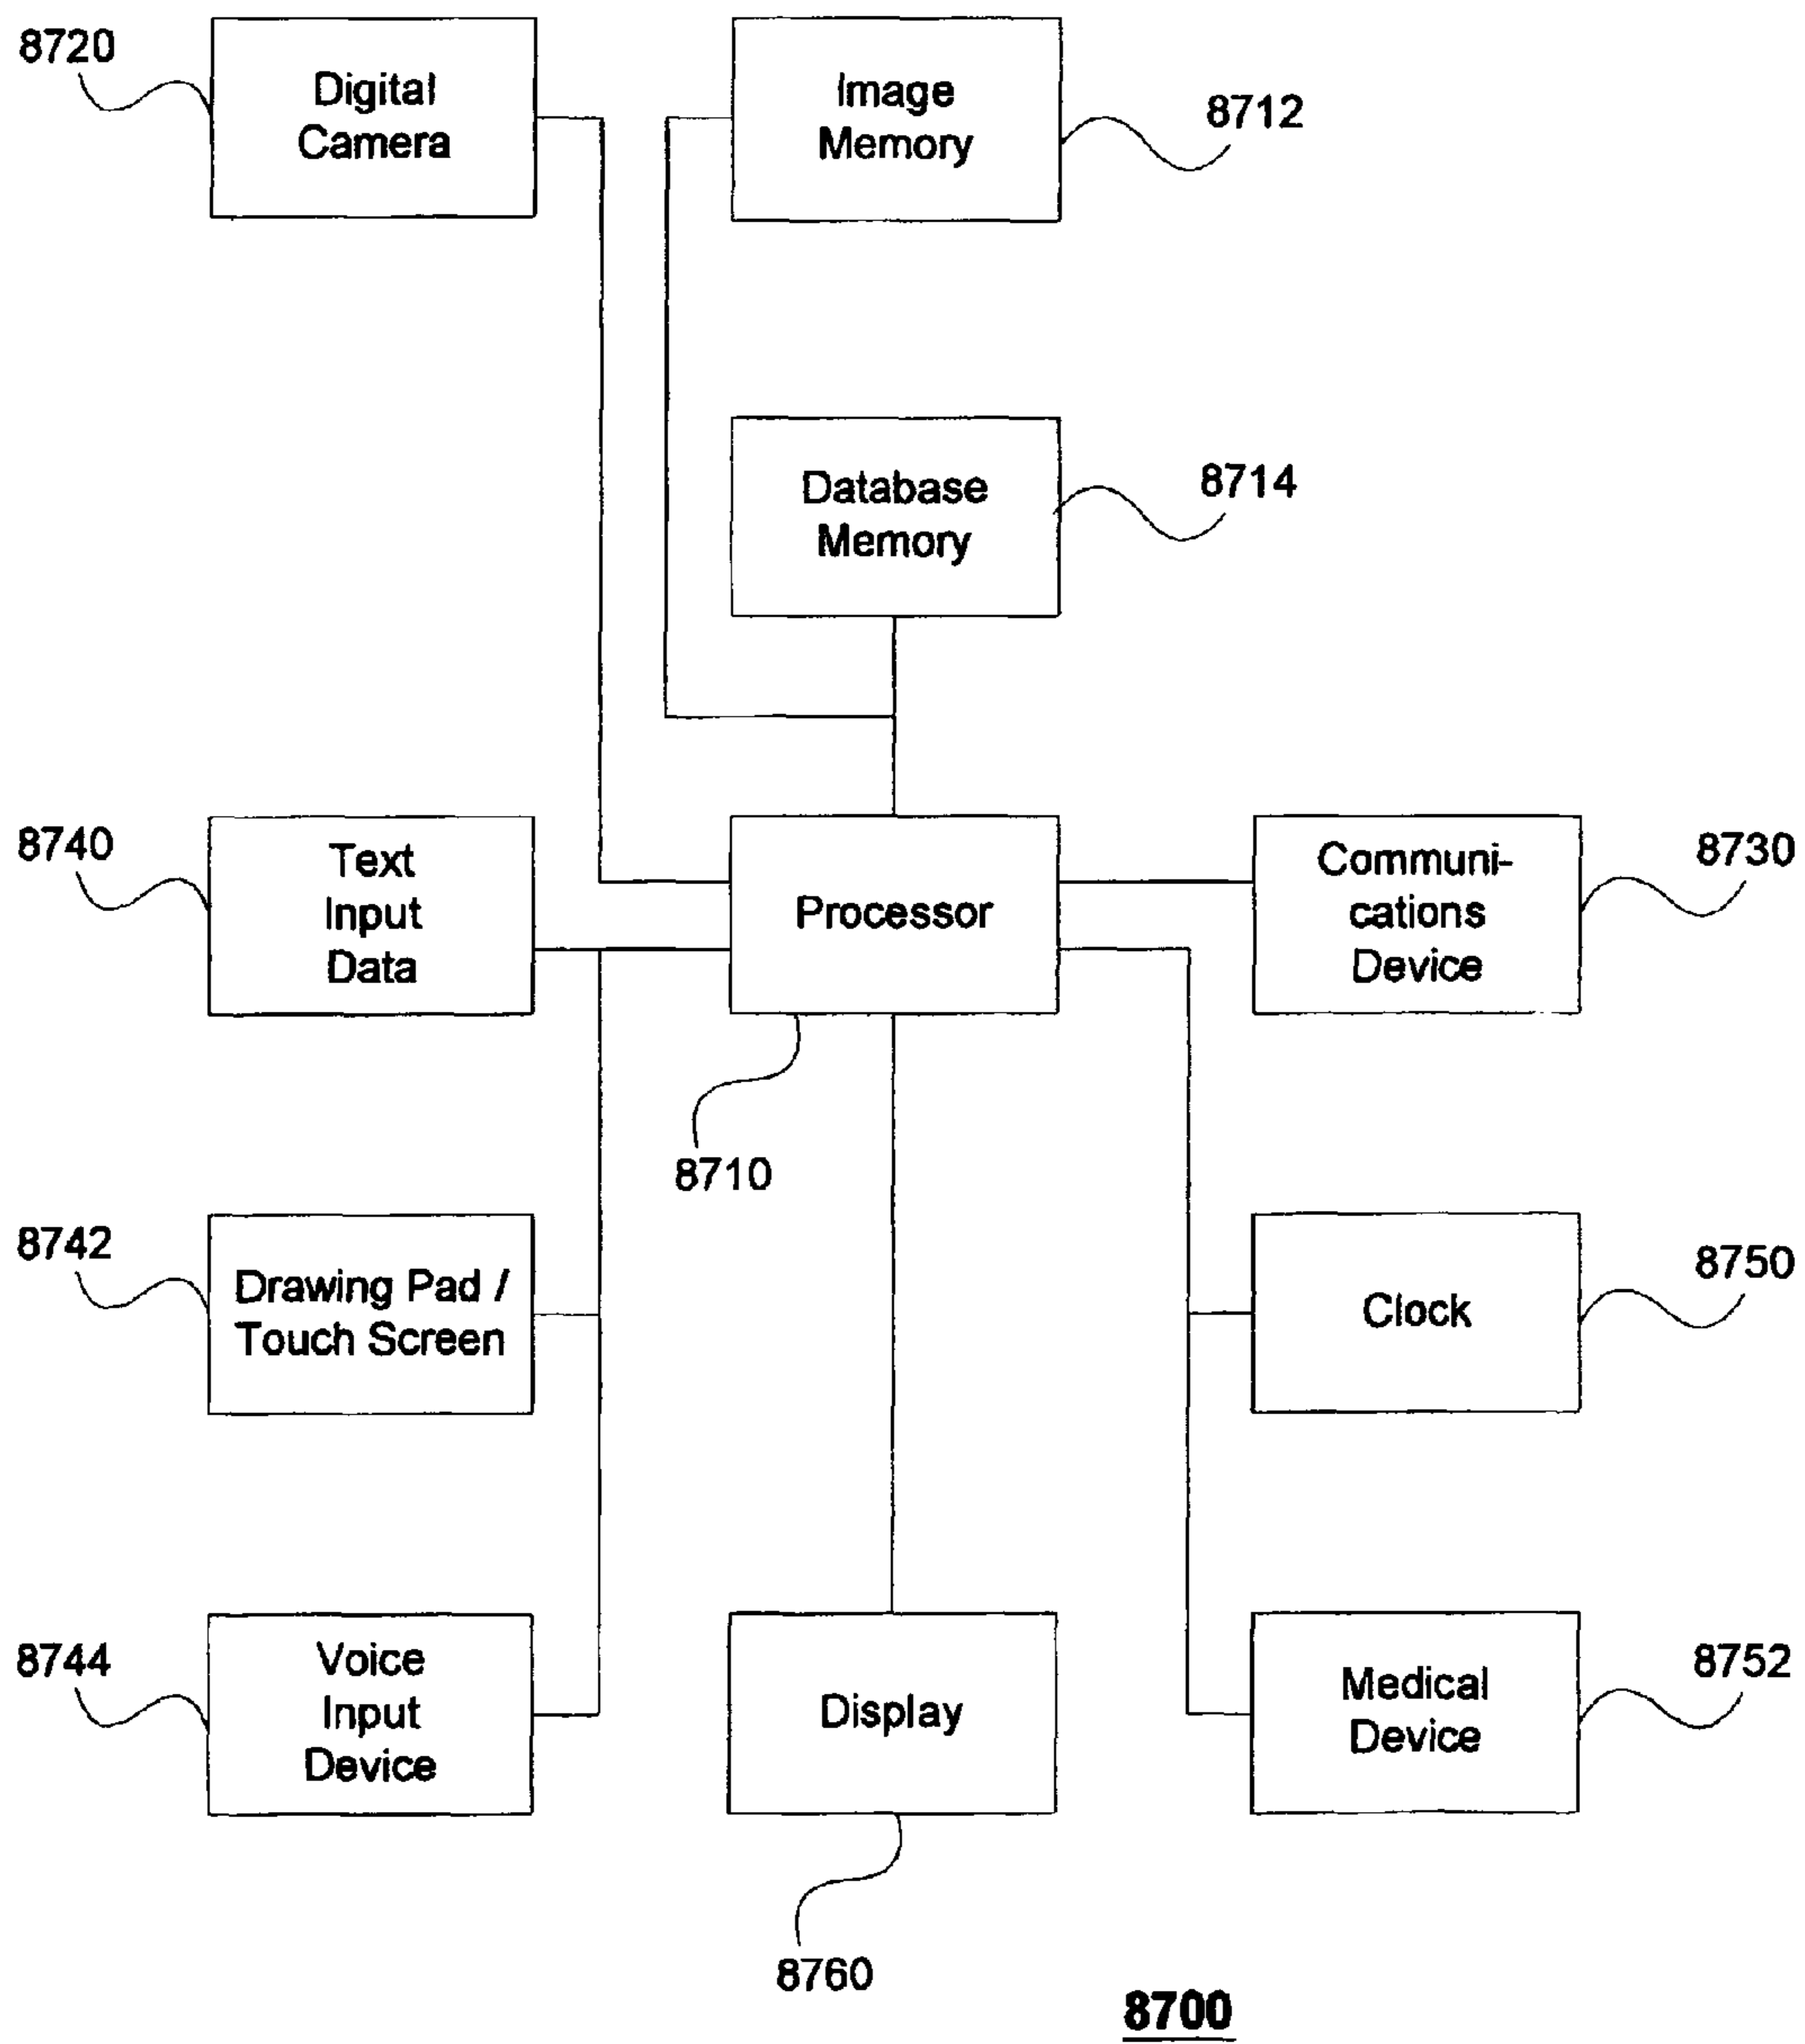 8720
Digital
Camera
Image
Memory
8712
Database
Memory
8714
8740
Text
Input
Data
Processor
8710
Communi-
cations
Device
8730
8742
Drawing Pad /
Touch Screen
Clock
8750
8744
Voice
Input
Device
Display
8760
Medical
Device
8752
8700